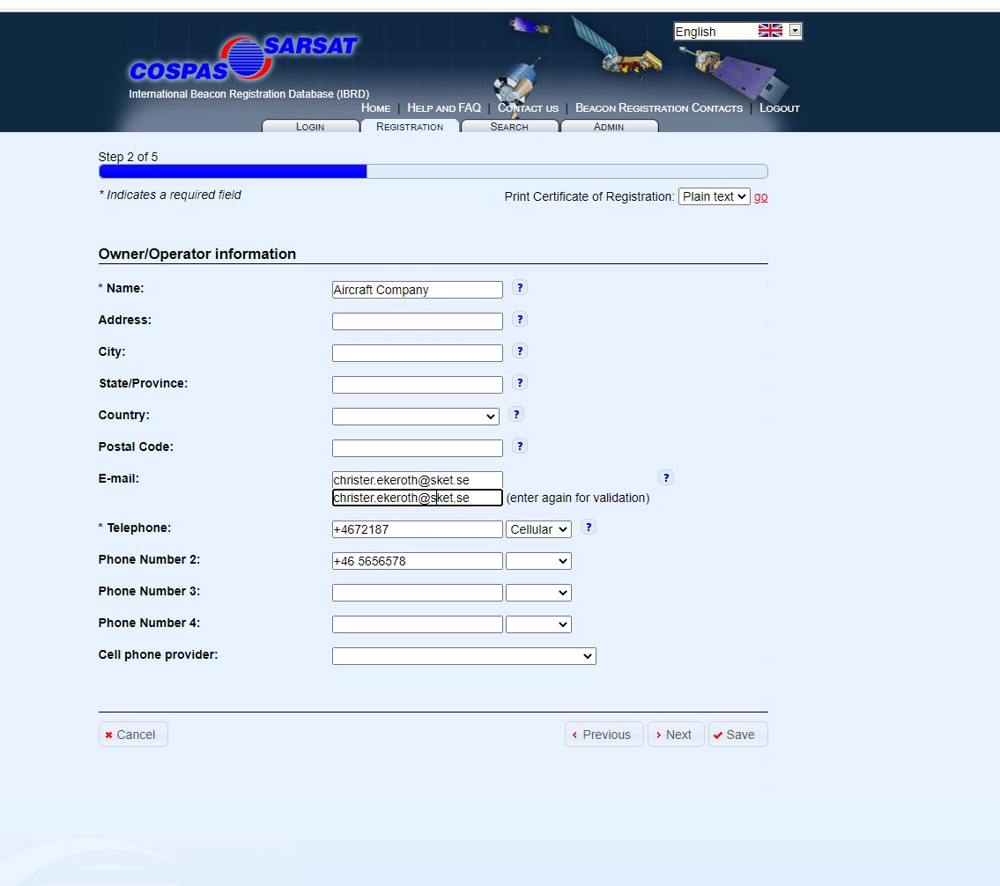 English
COSPAS SARSAT
International Beacon Registration Database (IBRD)
HOME | HELP AND FAQ | CONTACT US | BEACON REGISTRATION CONTACTS | LOGOUT
LOGIN REGISTRATION SEARCH ADMIN
Step 2 of 5
* Indicates a required field Print Certificate of Registration: Plain text go
Owner/Operator information
* Name: Aircraft Company ?
Address: ?
City: ?
State/Province: ?
Country: ?
Postal Code: ?
E-mail: christer.ekeroth@sket.se ?
christer.ekeroth@sket.se (enter again for validation)
* Telephone: +4672187 Cellular ?
Phone Number 2: +46 5656578
Phone Number 3:
Phone Number 4:
Cell phone provider:
Cancel Previous Next Save